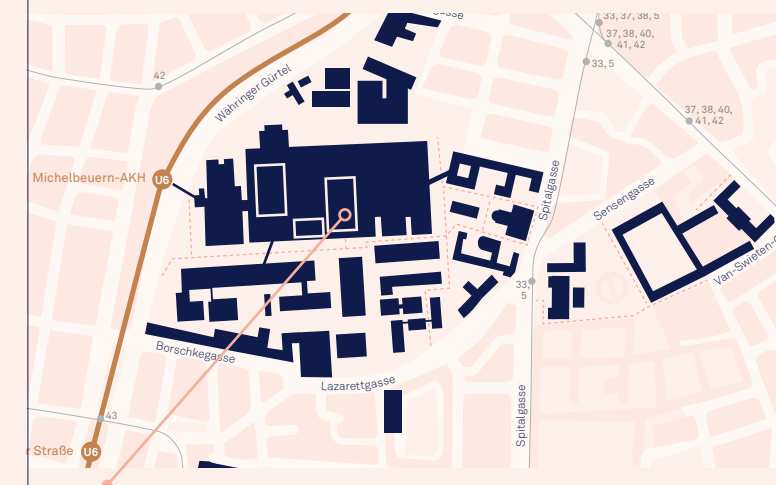 33, 37, 38, 5
37, 38, 40,
41, 42
33, 5
42
Währinger Gürtel
37, 38, 40,
41, 42
Michelbeuern-AKH
U6
Spitalgasse
Sensengasse
Van-Swieten-G
33,
5
Borschkegasse
Lazarettgasse
Spitalgasse
43
r Straße
U6